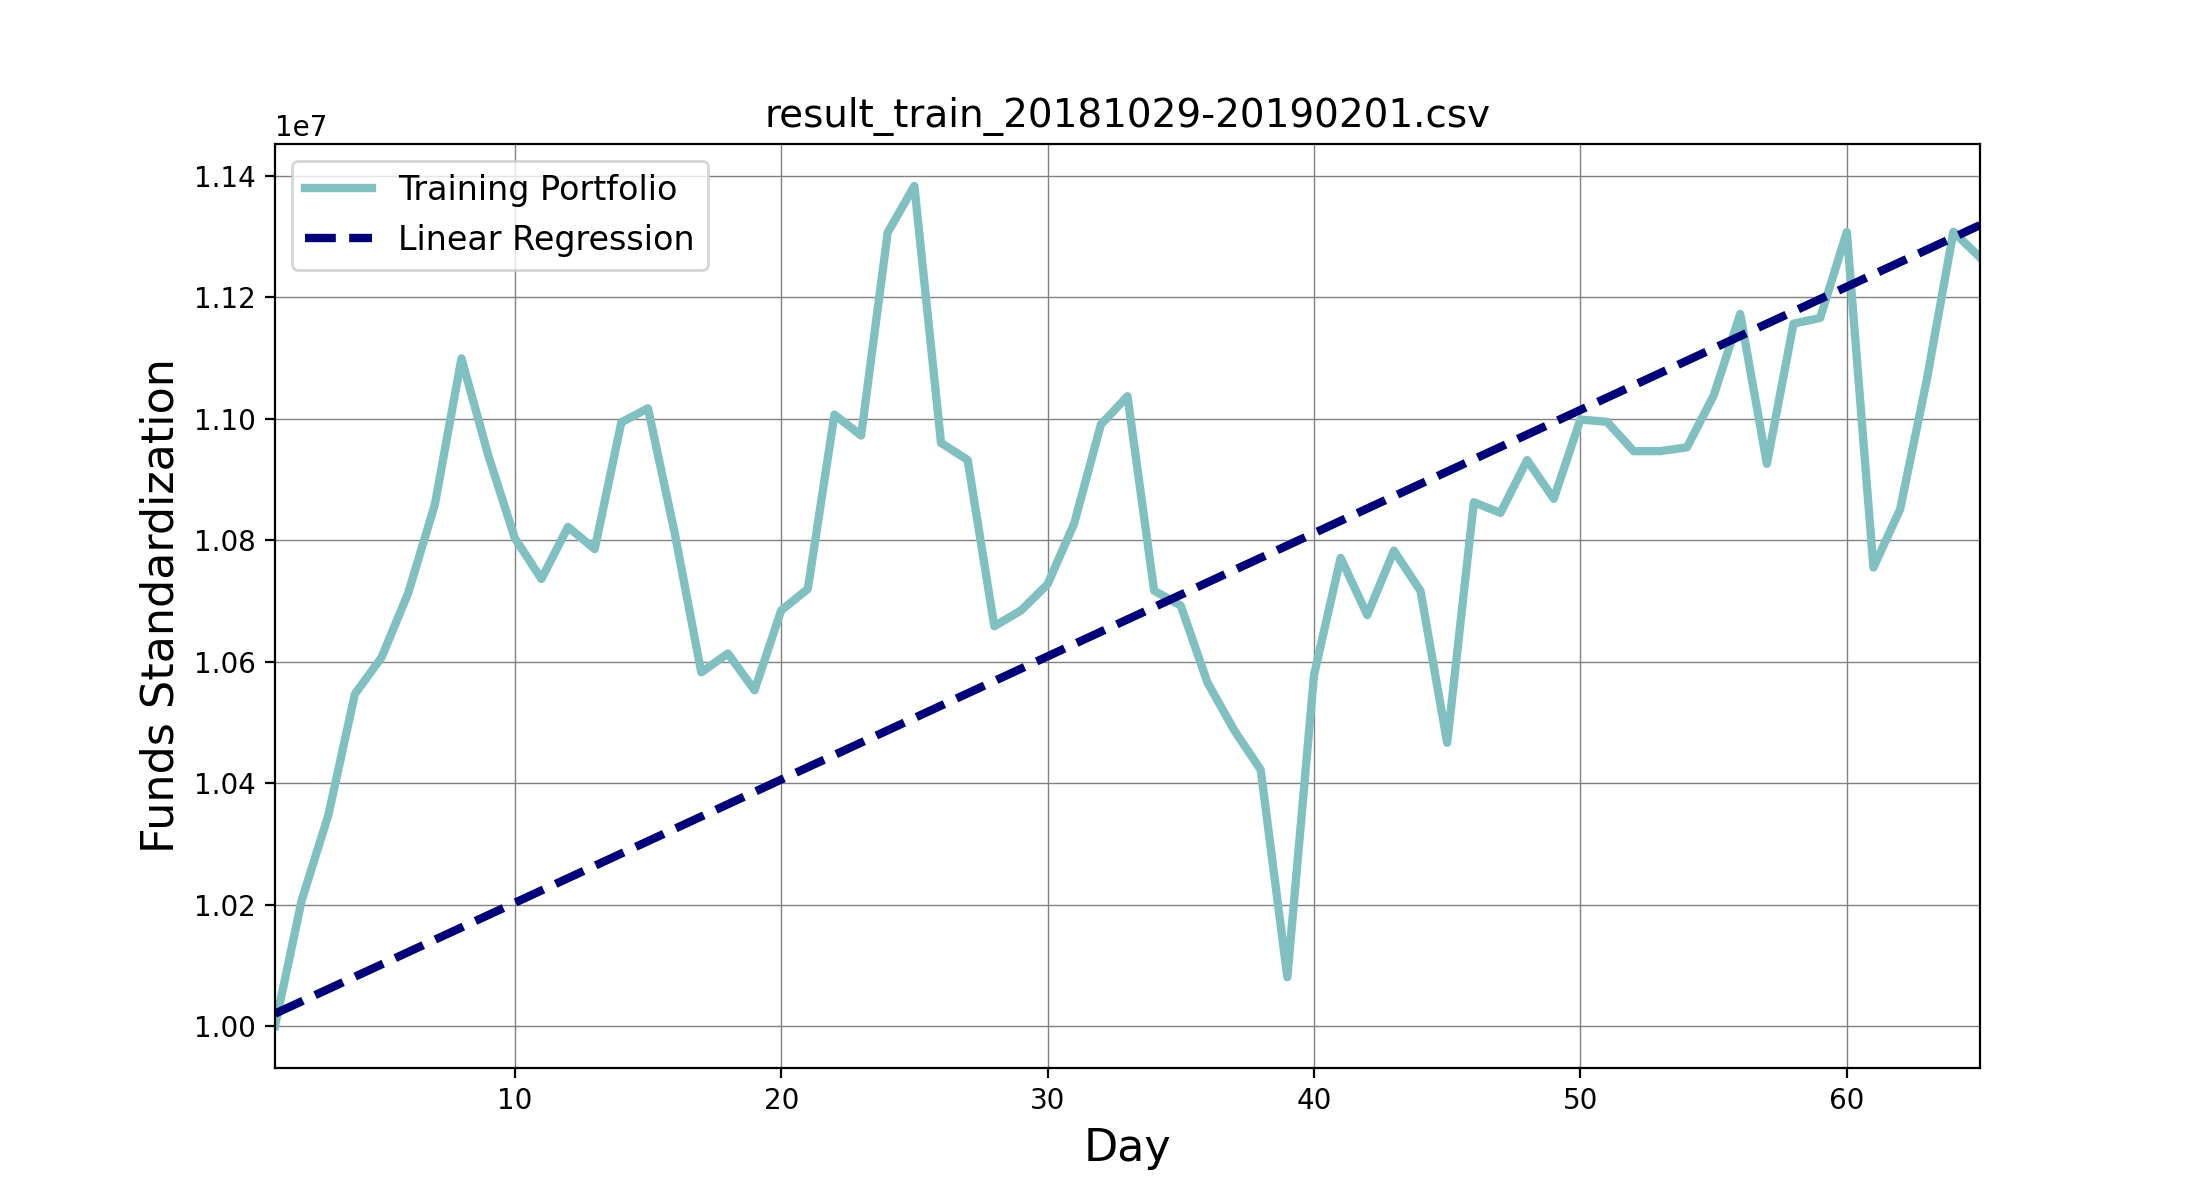 result_train_20181029-20190201.csv
1e7
Training Portfolio
Linear Regression
1.14
1.12
1.10
1.08
1.06
1.04
1.02
1.00
Funds Standardization
10 20 30 40 50 60
Day